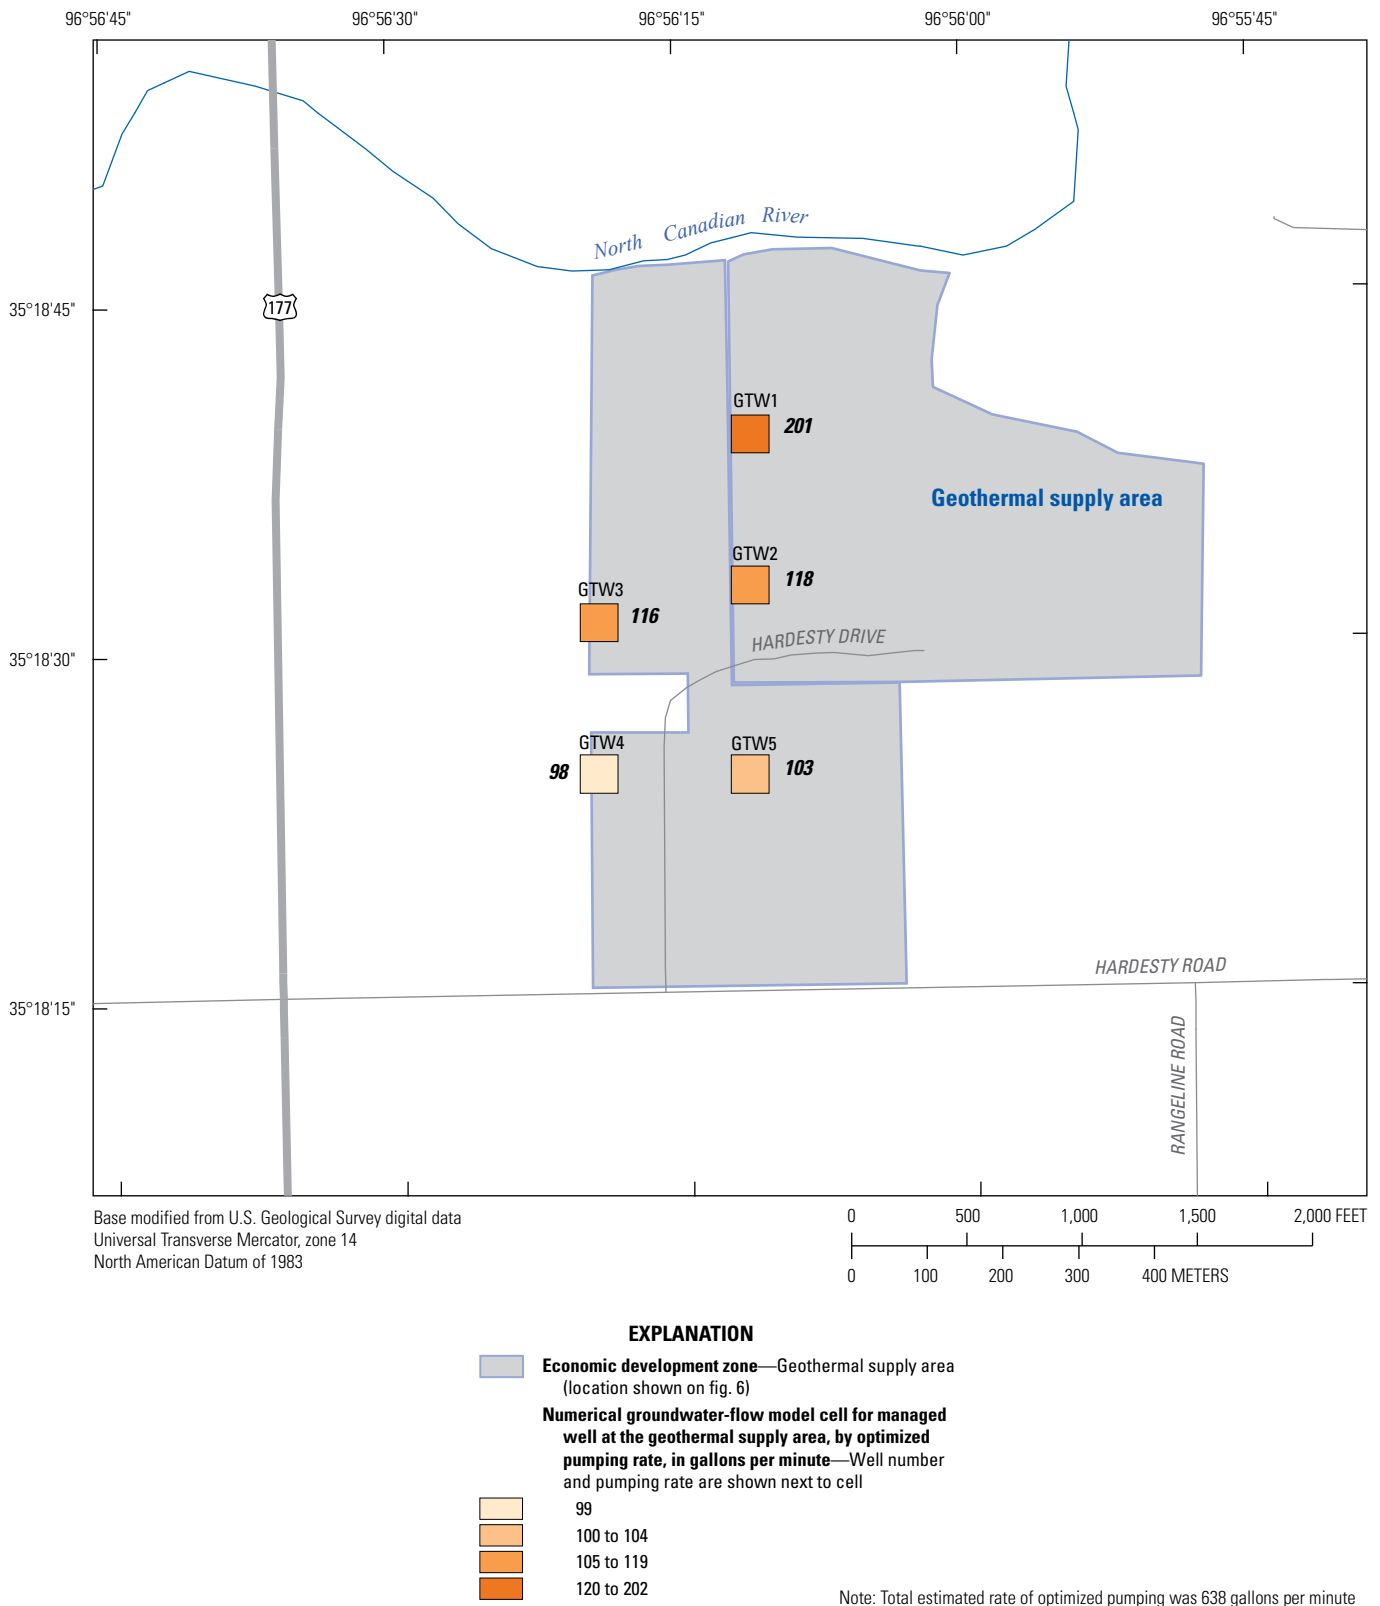 96°56'45"
96°56'30"
96°56'15"
96°56'00"
96°55'45"
North Canadian River
35°18'45"
177
GTW1
201
Geothermal supply area
GTW2
118
GTW3
116
HARDESTY DRIVE
35°18'30"
GTW4
98
GTW5
103
HARDESTY ROAD
35°18'15"
RANGELINE ROAD
Base modified from U.S. Geological Survey digital data
Universal Transverse Mercator, zone 14
North American Datum of 1983
0 500 1,000 1,500 2,000 FEET
0 100 200 300 400 METERS
EXPLANATION
Economic development zone—Geothermal supply area
(location shown on fig. 6)
Numerical groundwater-flow model cell for managed
well at the geothermal supply area, by optimized
pumping rate, in gallons per minute—Well number
and pumping rate are shown next to cell
99
100 to 104
105 to 119
120 to 202
Note: Total estimated rate of optimized pumping was 638 gallons per minute